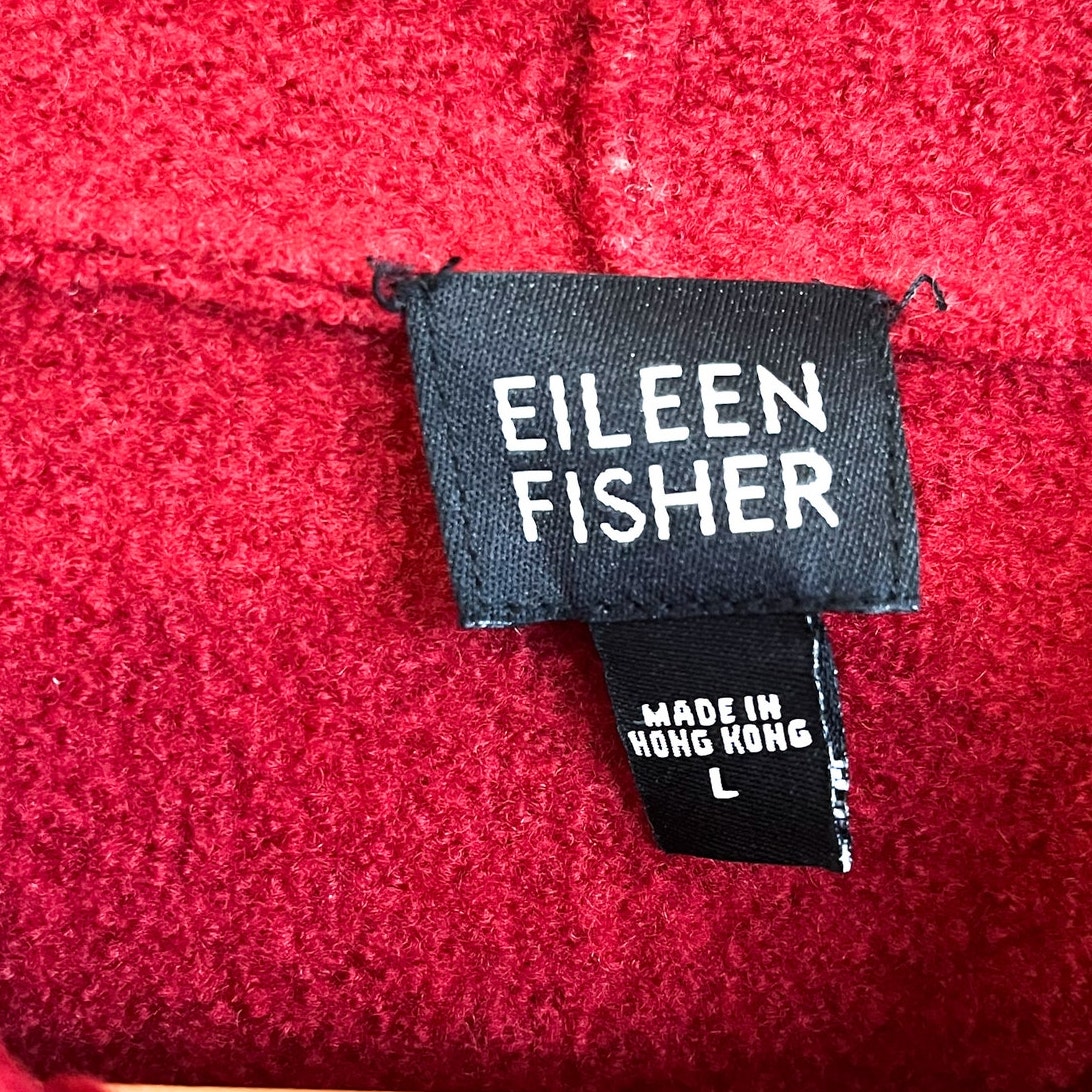 EILEEN
FISHER
MADE IN
HONG KONG
L